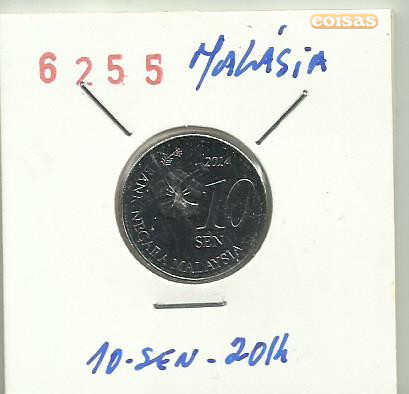 coisas
6255 MALÁSiA
2014
10
SEN
BANK NEGARA MALAYSIA
10-SEN-2014